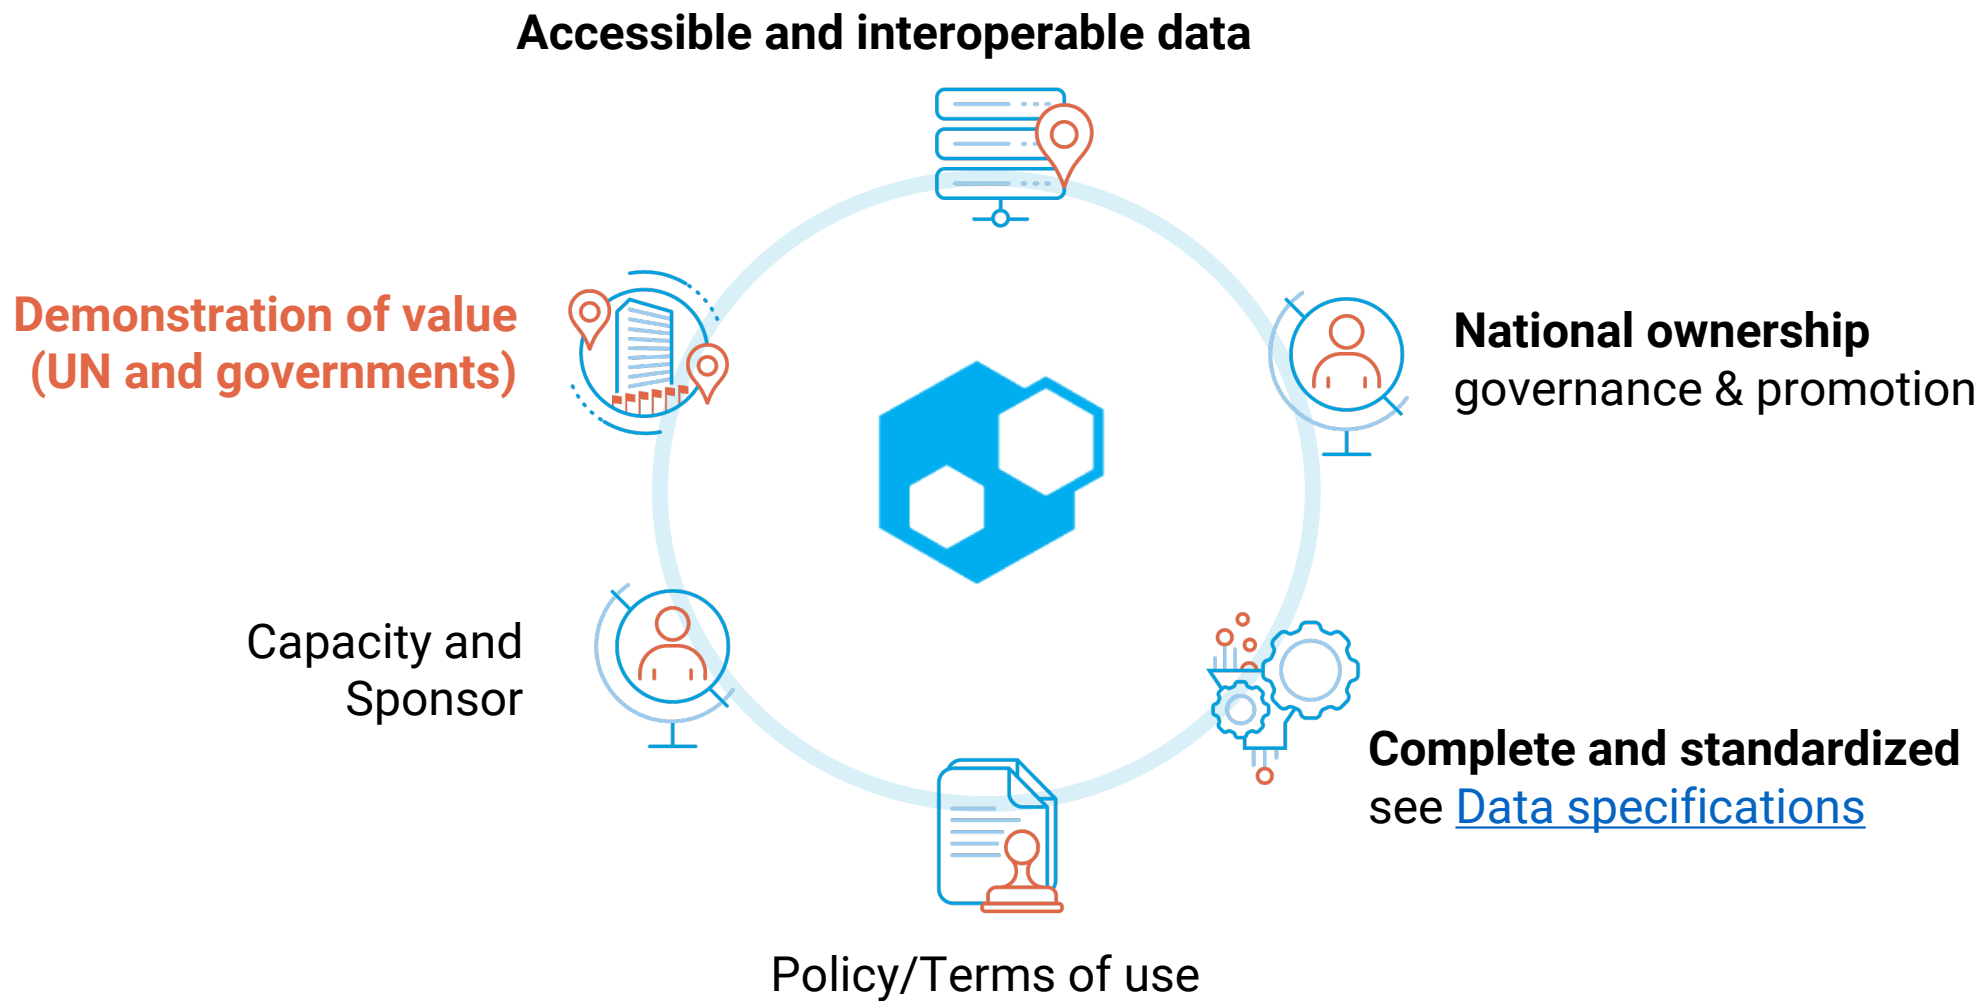 Accessible and interoperable data
Demonstration of value
(UN and governments)
National ownership
governance & promotion
Capacity and
Sponsor
Complete and standardized
see Data specifications
Policy/Terms of use